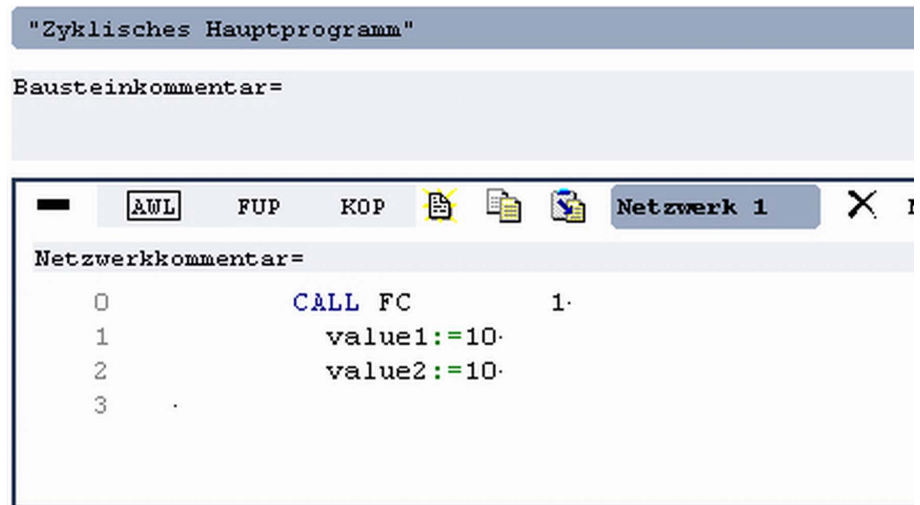 "Zyklisches Hauptprogramm"
Bausteinkommentar=
AWL FUP KOP Netzwerk 1
Netzwerkkommentar=
0 CALL FC 1
1 value1:=10
2 value2:=10
3